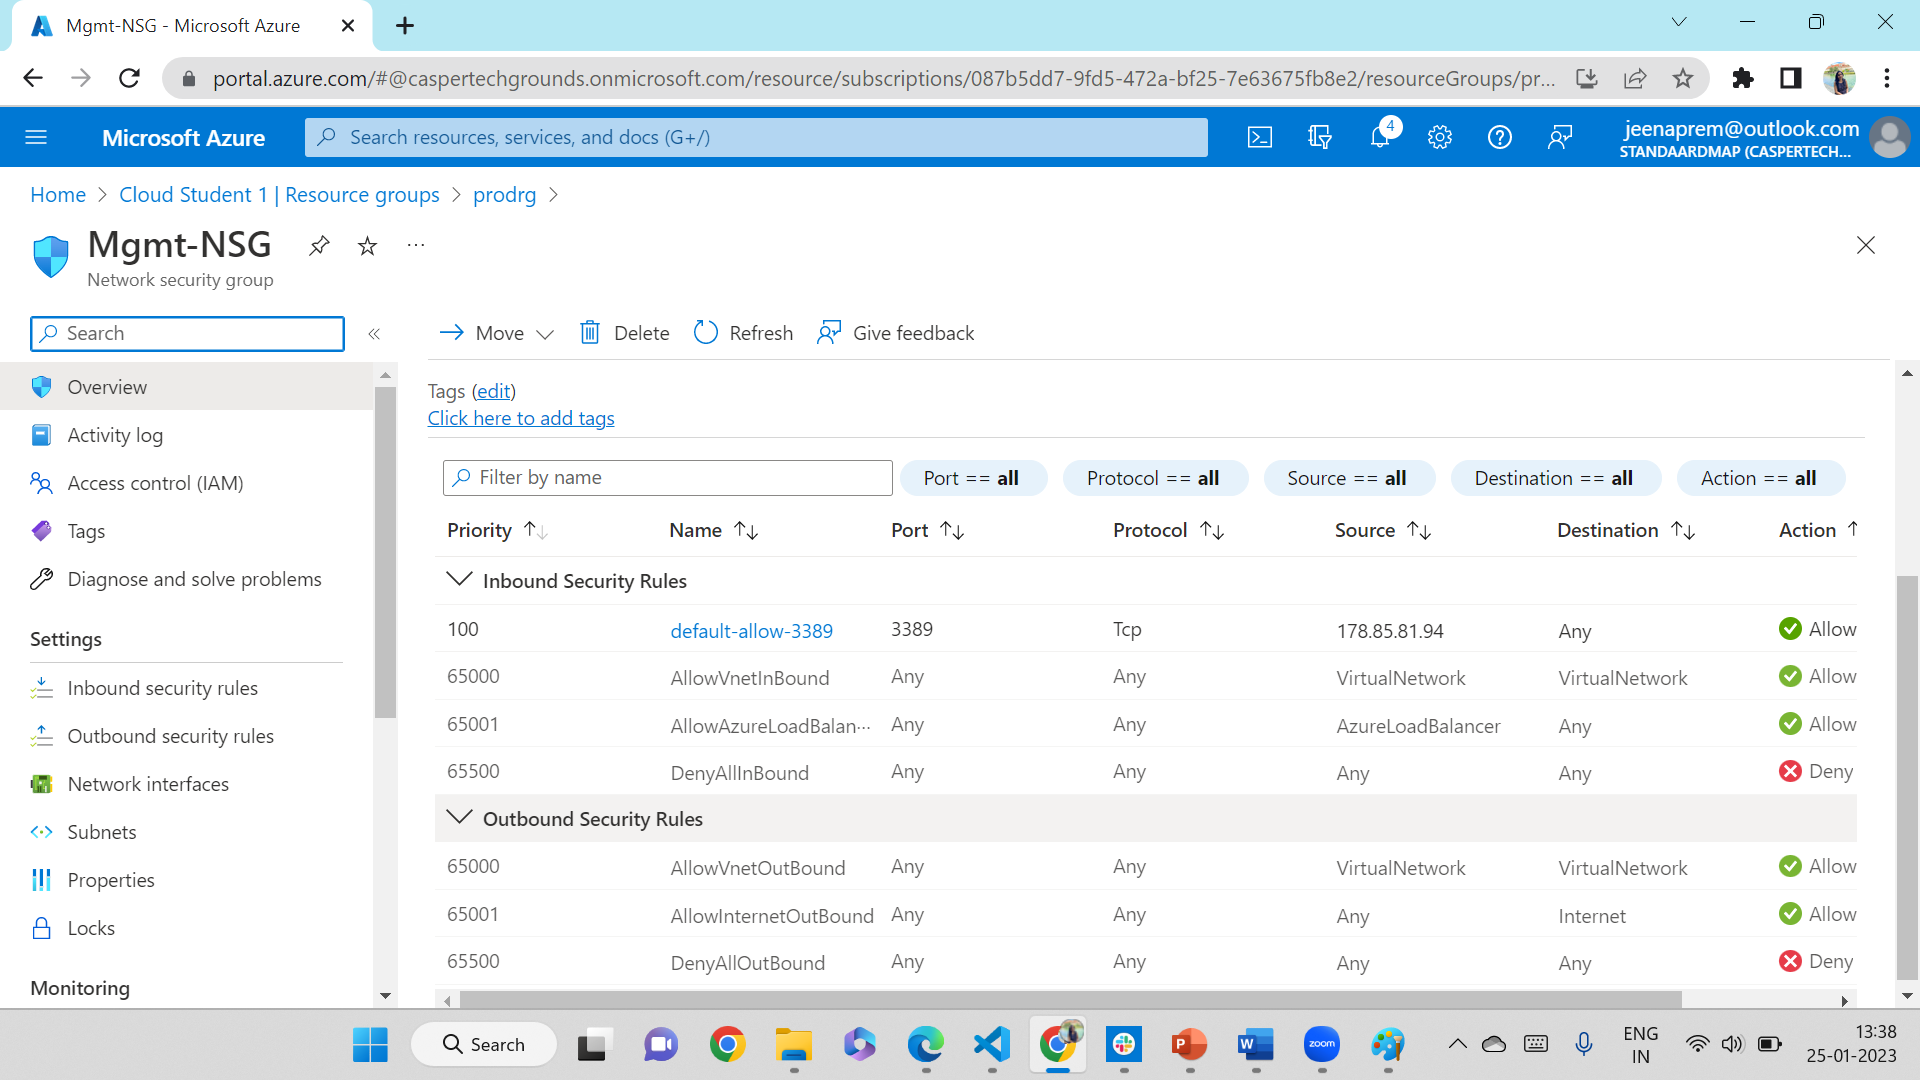 Mgmt-NSG - Microsoft Azure
portal.azure.com/#@caspertechgrounds.onmicrosoft.com/resource/subscriptions/087b5dd7-9fd5-472a-bf25-7e63675fb8e2/resourceGroups/pr...
Microsoft Azure
Search resources, services, and docs (G+/)
4
jeenaprem@outlook.com
STANDAARDMAP (CASPERTECH...
Home > Cloud Student 1 | Resource groups > prodrg >
Mgmt-NSG
Network security group
Search
Move
Delete
Refresh
Give feedback
Overview
Activity log
Access control (IAM)
Tags
Diagnose and solve problems
Settings
Inbound security rules
Outbound security rules
Network interfaces
Subnets
Properties
Locks
Monitoring
Tags (edit)
Click here to add tags
Filter by name
Port == all
Protocol == all
Source == all
Destination == all
Action == all
Priority Name Port Protocol Source Destination Action
Inbound Security Rules
100 default-allow-3389 3389 Tcp 178.85.81.94 Any Allow
65000 AllowVnetInBound Any Any VirtualNetwork VirtualNetwork Allow
65001 AllowAzureLoadBalan... Any Any AzureLoadBalancer Any Allow
65500 DenyAllInBound Any Any Any Any Deny
Outbound Security Rules
65000 AllowVnetOutBound Any Any VirtualNetwork VirtualNetwork Allow
65001 AllowInternetOutBound Any Any Any Internet Allow
65500 DenyAllOutBound Any Any Any Any Deny
Search
zoom
ENG
IN
13:38
25-01-2023